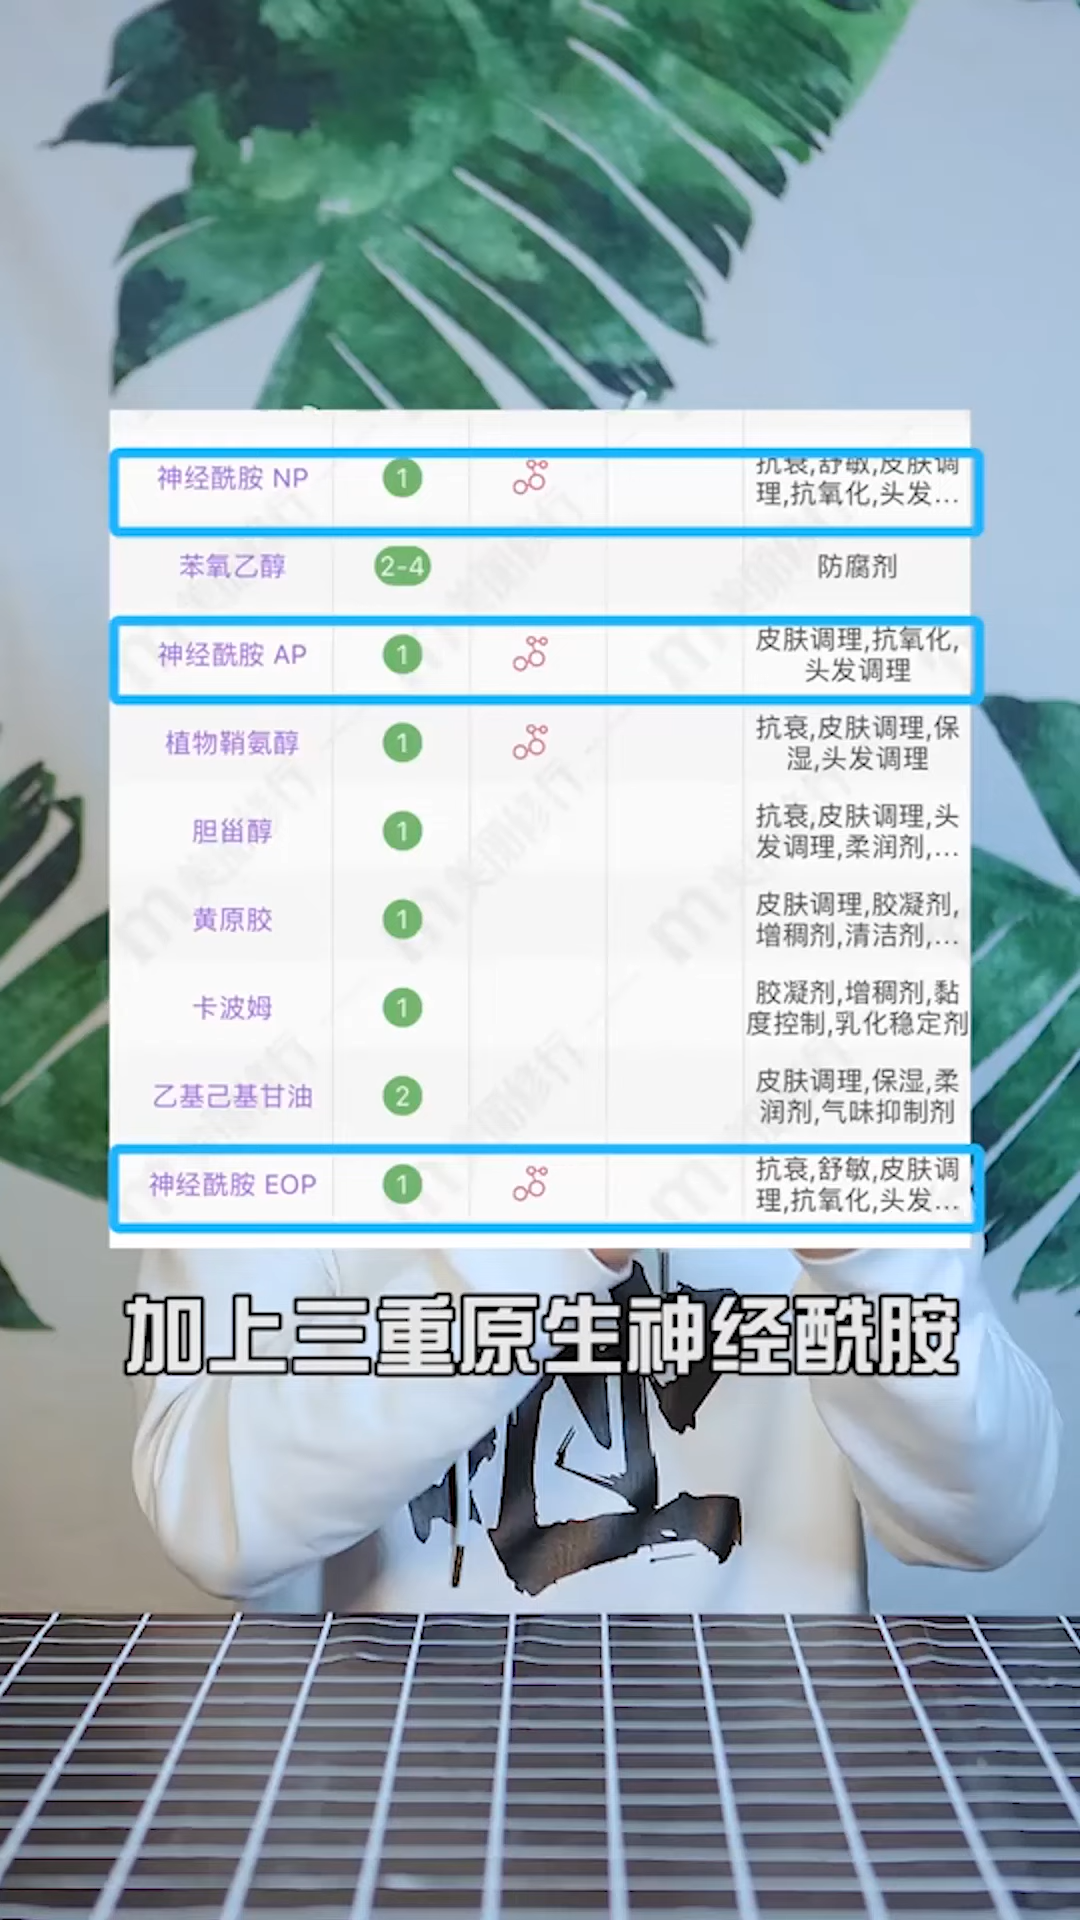 神经酰胺 NP 1 抗衰,舒敏,皮肤调
理,抗氧化,头发…
苯氧乙醇 2-4 防腐剂
神经酰胺 AP 1 皮肤调理,抗氧化,
头发调理
植物鞘氨醇 1 抗衰,皮肤调理,保
湿,头发调理
胆甾醇 1 抗衰,皮肤调理,头
发调理,柔润剂,…
黄原胶 1 皮肤调理,胶凝剂,
增稠剂,清洁剂,…
卡波姆 1 胶凝剂,增稠剂,黏
度控制,乳化稳定剂
乙基己基甘油 2 皮肤调理,保湿,柔
润剂,气味抑制剂
神经酰胺 EOP 1 抗衰,舒敏,皮肤调
理,抗氧化,头发…
美丽修行
加上三重原生神经酰胺